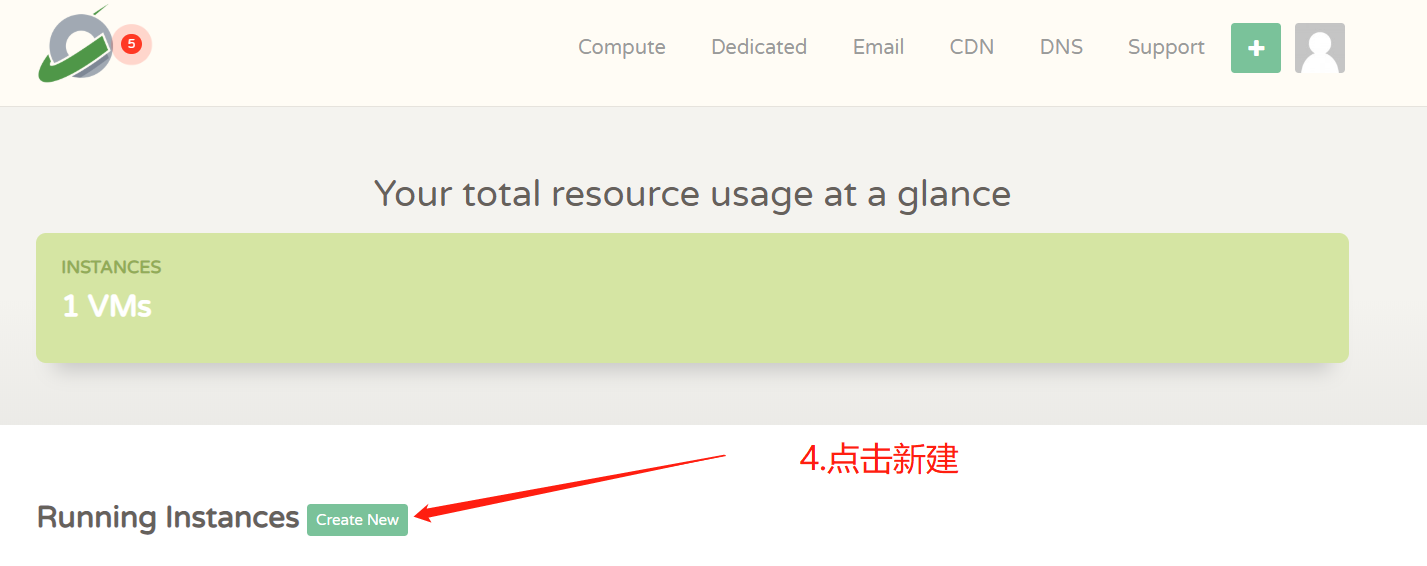 5
Compute Dedicated Email CDN DNS Support
Your total resource usage at a glance
INSTANCES
1 VMs
4.点击新建
Running Instances Create New